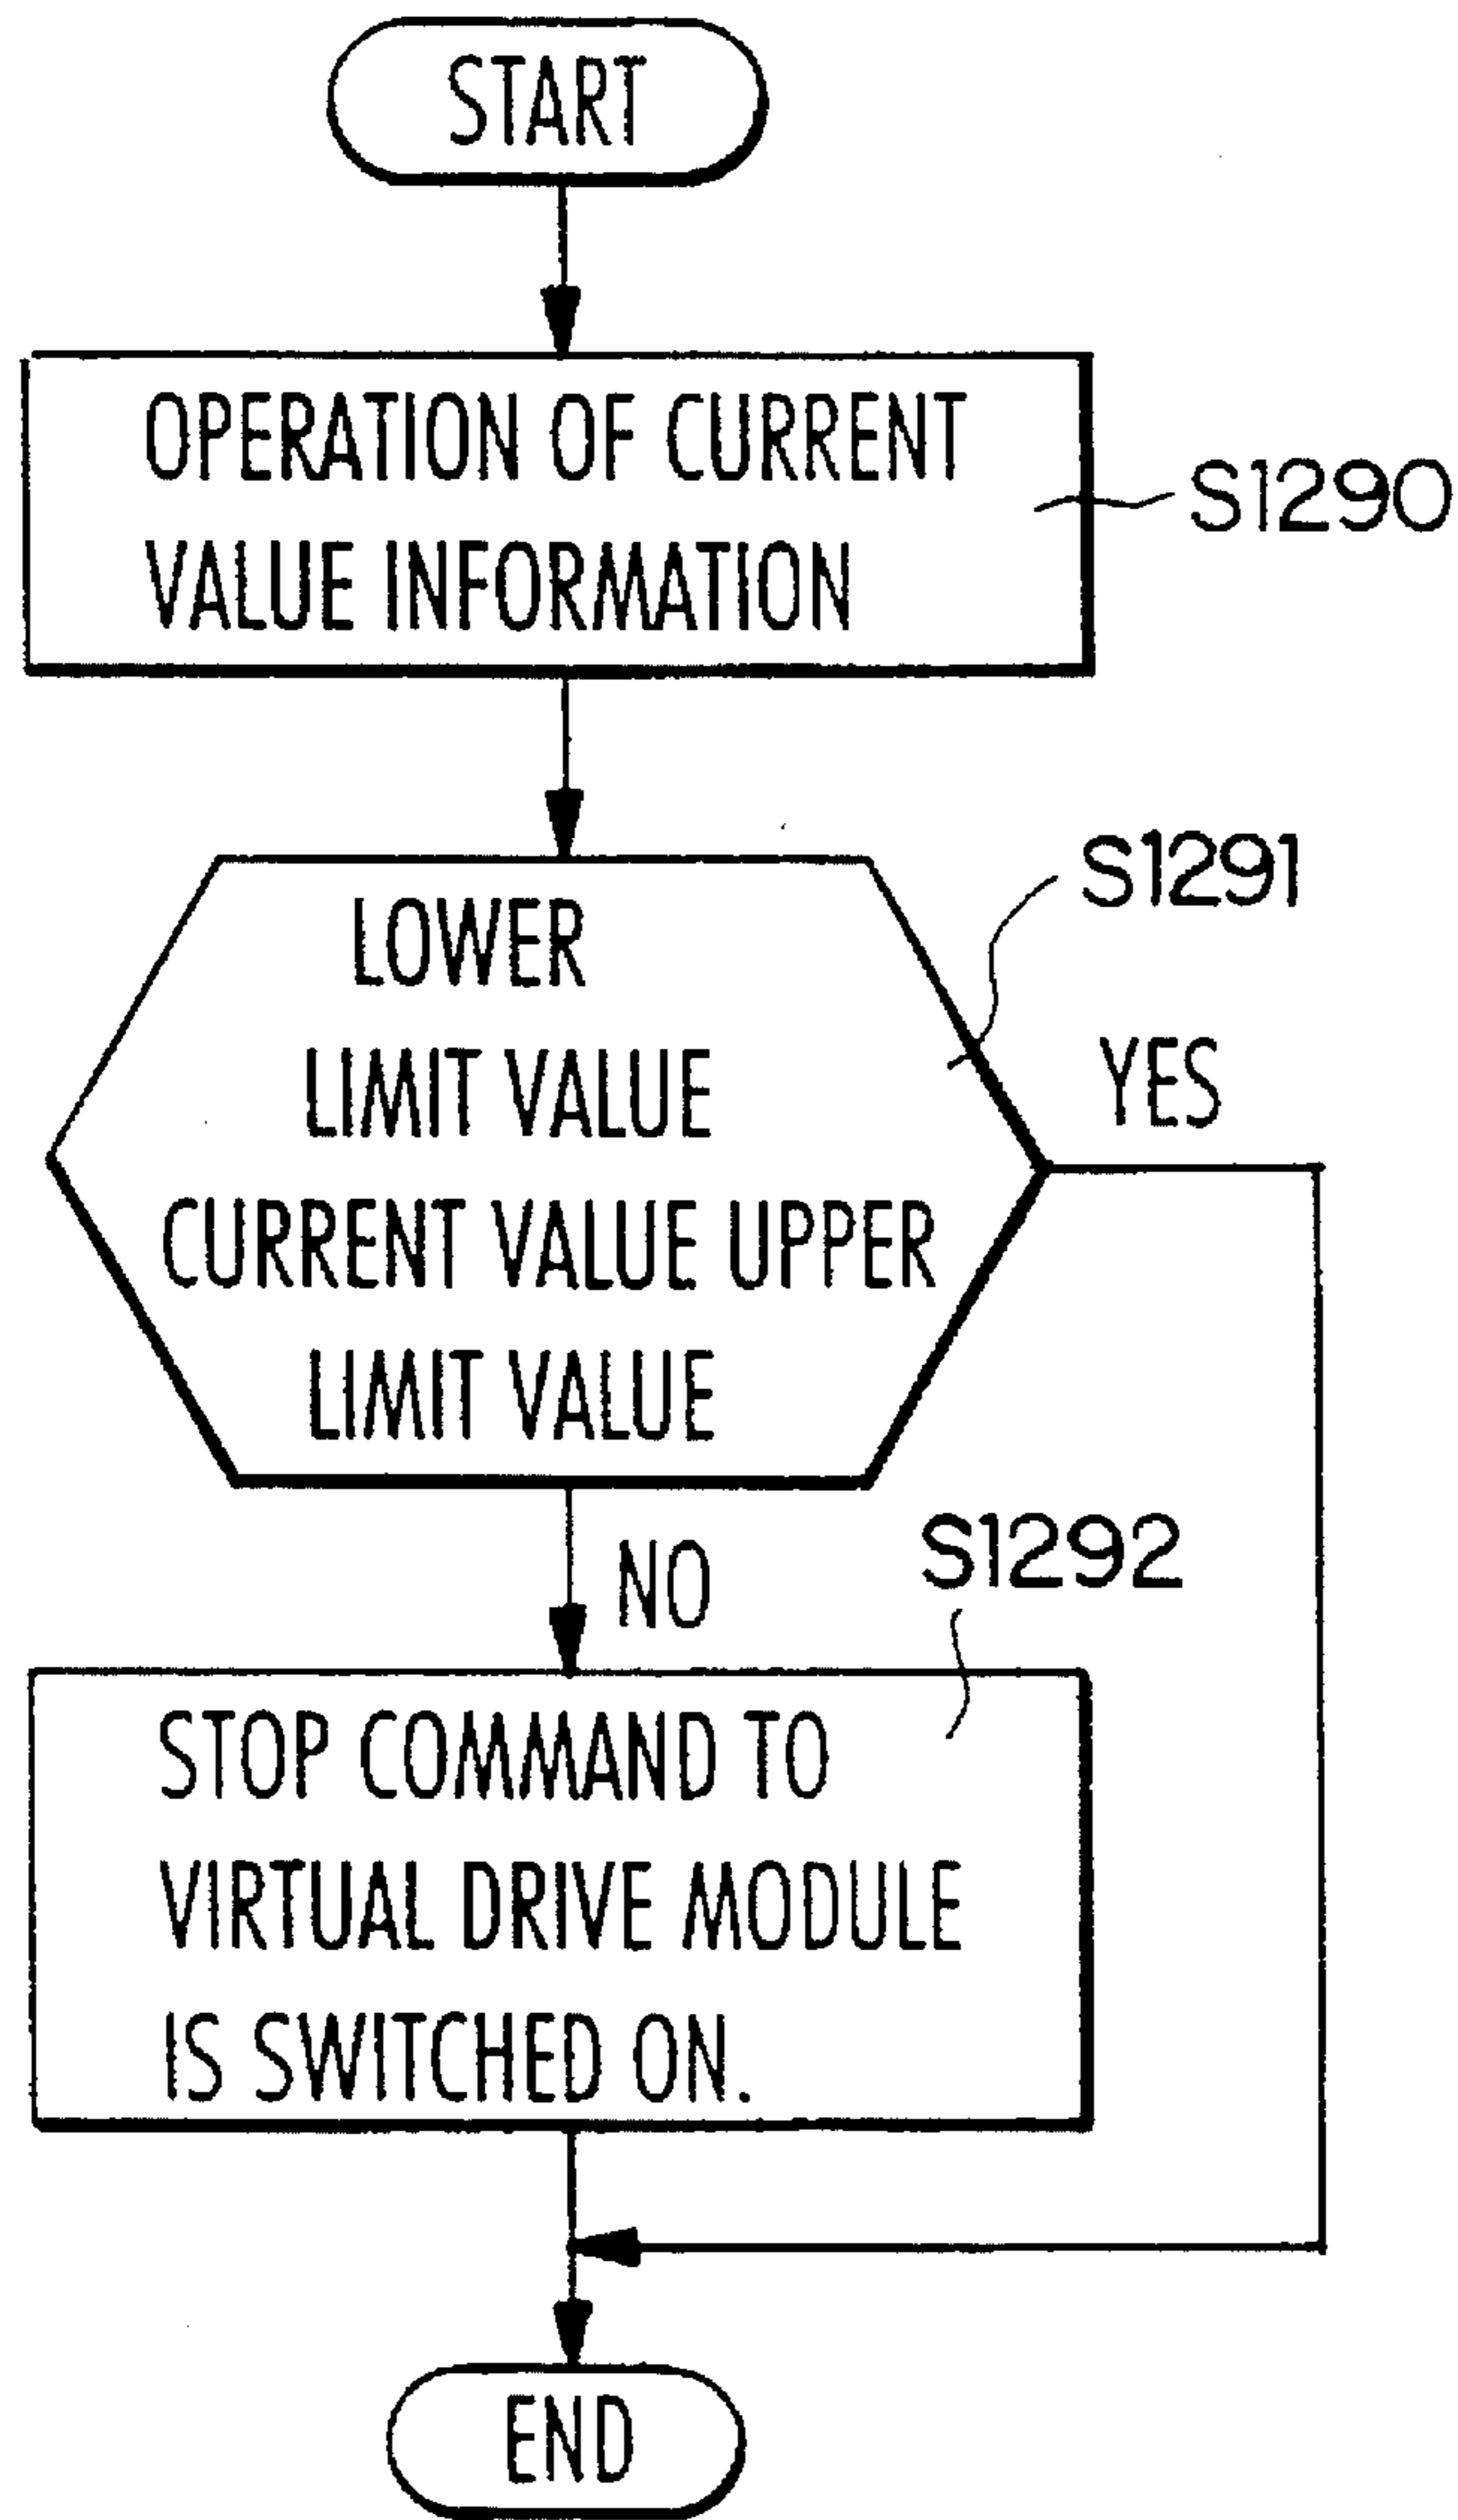 START
OPERATION OF CURRENT
VALUE INFORMATION
S1290
S1291
LOWER
LIMIT VALUE
CURRENT VALUE UPPER
LIMIT VALUE
YES
NO
S1292
STOP COMMAND TO
VIRTUAL DRIVE MODULE
IS SWITCHED ON.
END